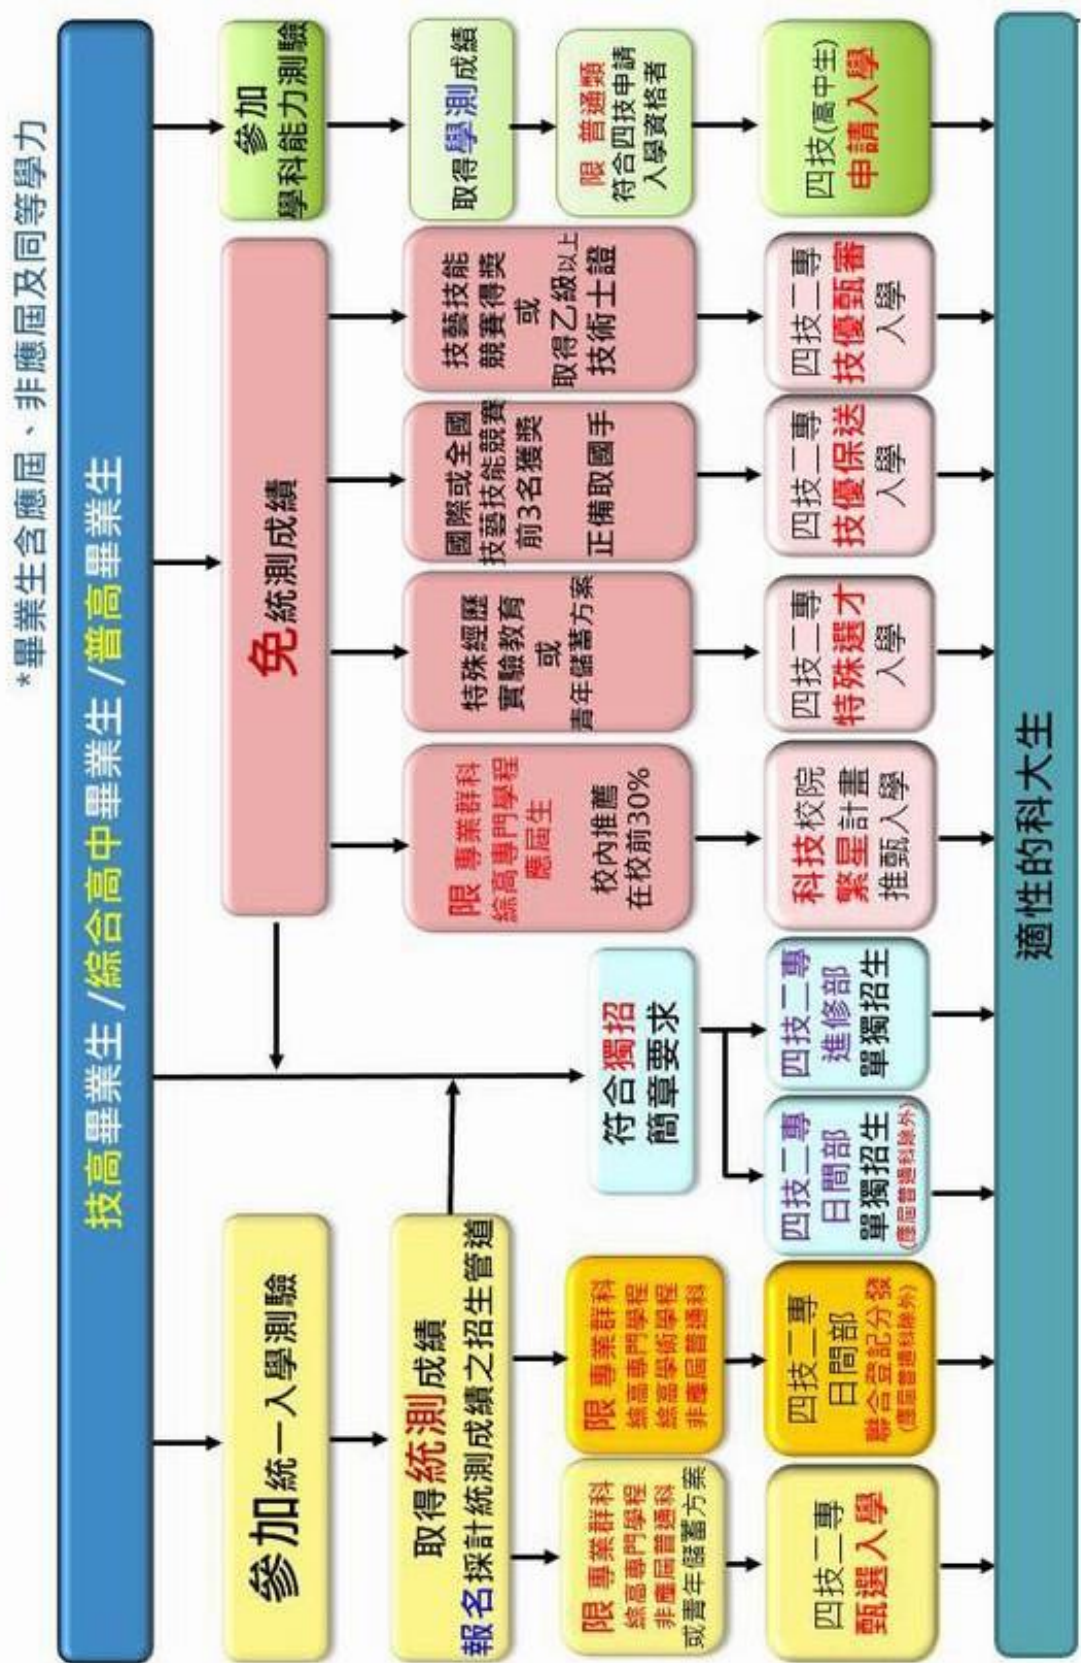 *畢業生含應屆、非應屆及同等學力
技高畢業生/綜合高中畢業生/普高畢業生
參加統一入學測驗
取得統測成績
報名採計統測成績之招生管道
限 專業群科
綜高專門學程
非應屆普通科
或青年儲蓄方案
四技二專
甄選入學
限 專業群科
綜高專門學程
綜高學術學程
非應屆普通科
四技二專
日間部
聯合登記分發
(應屆普通科除外)
符合獨招
簡章要求
四技二專
日間部
單獨招生
(應屆普通科除外)
四技二專
進修部
單獨招生
免統測成績
限 專業群科
綜高專門學程
應屆生
校內推薦
在校前30%
科技校院
繁星計畫
推甄入學
特殊經歷
實驗教育
或
青年儲蓄方案
四技二專
特殊選才
入學
國際或全國
技藝技能競賽
前3名獲獎
正備取國手
四技二專
技優保送
入學
技藝技能
競賽得獎
或
取得乙級以上
技術士證
四技二專
技優甄審
入學
參加
學科能力測驗
取得學測成績
限 普通類
符合四技申請
入學資格者
四技(高中生)
申請入學
適性的科大生